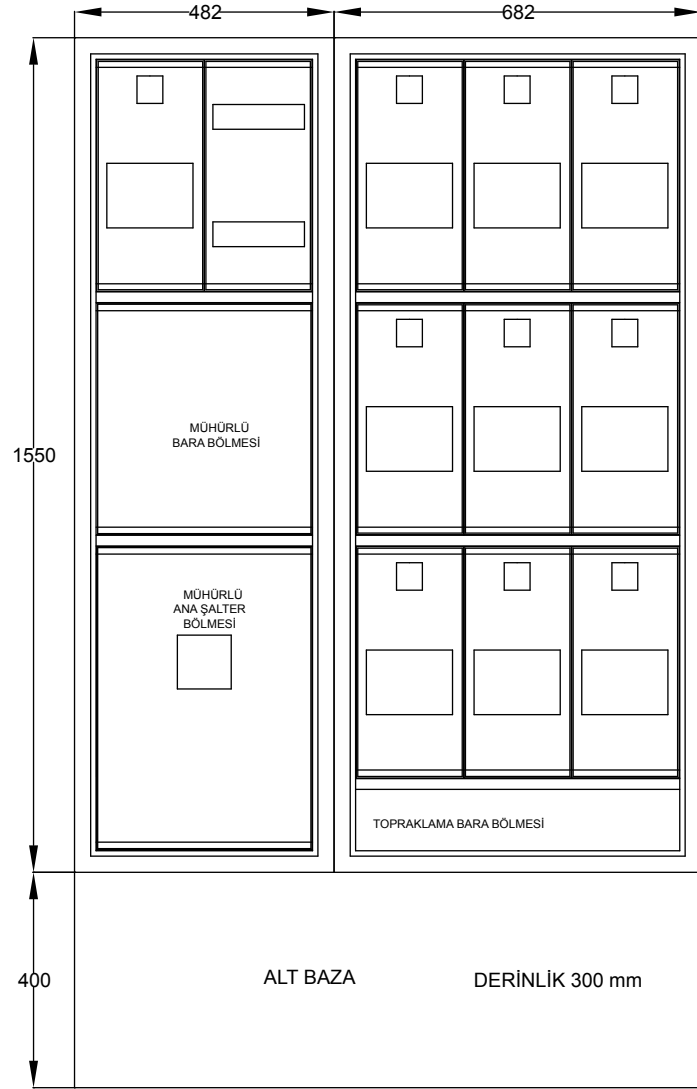 482
682
1550
MÜHÜRLÜ
BARA BÖLMESİ
MÜHÜRLÜ
ANA ŞALTER
BÖLMESİ
TOPRAKLAMA BARA BÖLMESİ
400
ALT BAZA
DERİNLİK 300 mm